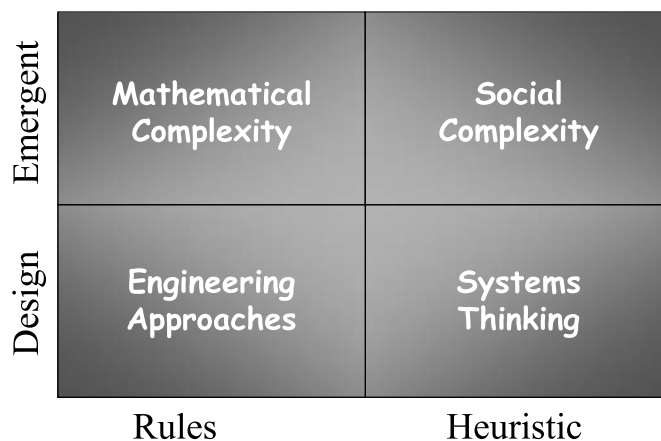 Emergent
Mathematical
Complexity
Social
Complexity
Design
Engineering
Approaches
Systems
Thinking
Rules
Heuristic